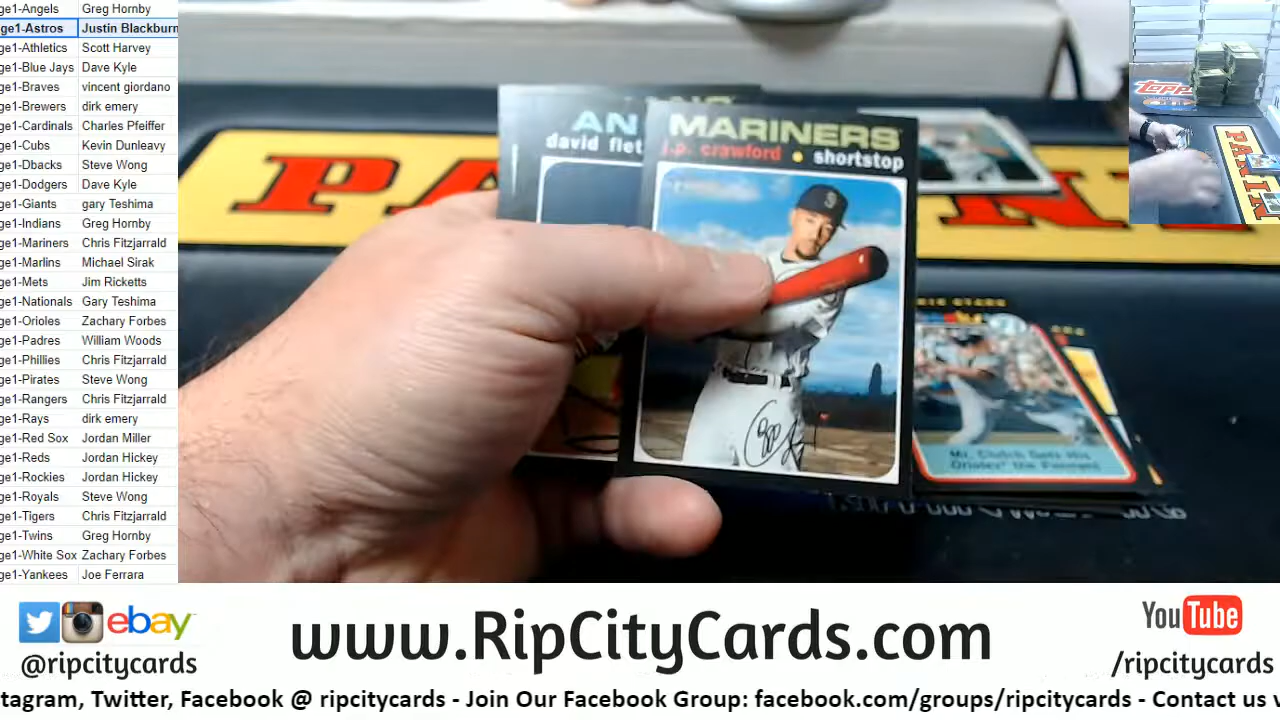 ge1-Angels Greg Hornby
ge1-Astros Justin Blackburn
ge1-Athletics Scott Harvey
ge1-Blue Jays Dave Kyle
ge1-Braves vincent giordano
ge1-Brewers dirk emery
ge1-Cardinals Charles Pfeiffer
ge1-Cubs Kevin Dunleavy
ge1-Dbacks Steve Wong
ge1-Dodgers Dave Kyle
ge1-Giants gary Teshima
ge1-Indians Greg Hornby
ge1-Mariners Chris Fitzjarrald
ge1-Marlins Michael Sirak
ge1-Mets Jim Ricketts
ge1-Nationals Gary Teshima
ge1-Orioles Zachary Forbes
ge1-Padres William Woods
ge1-Phillies Chris Fitzjarrald
ge1-Pirates Steve Wong
ge1-Rangers Chris Fitzjarrald
ge1-Rays dirk emery
ge1-Red Sox Jordan Miller
ge1-Reds Jordan Hickey
ge1-Rockies Jordan Hickey
ge1-Royals Steve Wong
ge1-Tigers Chris Fitzjarrald
ge1-Twins Greg Hornby
ge1-White Sox Zachary Forbes
ge1-Yankees Joe Ferrara
AN
david flet
MARINERS
j.p. crawford • shortstop
Orioles the Pennant
topps
PANIN
ebay
@ripcitycards
www.RipCityCards.com
YouTube
/ripcitycards
stagram, Twitter, Facebook @ ripcitycards - Join Our Facebook Group: facebook.com/groups/ripcitycards - Contact us v